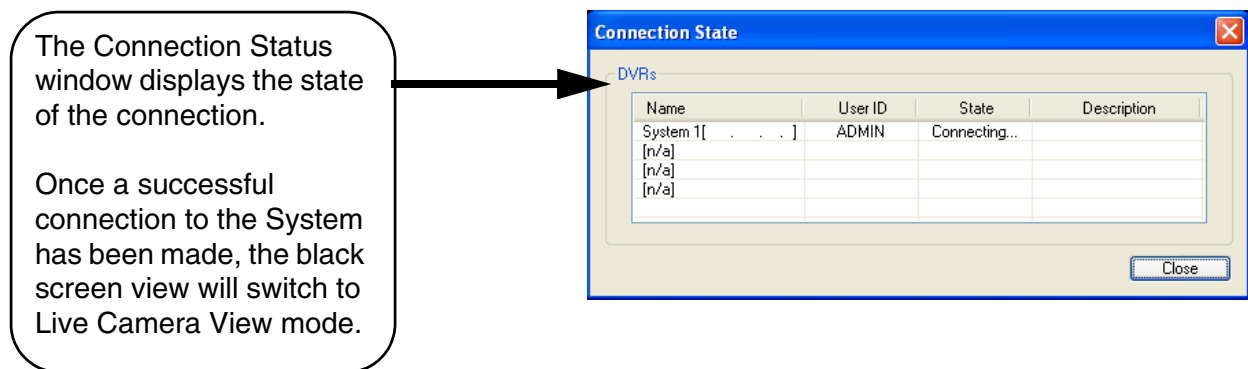 The Connection Status
window displays the state
of the connection.
Once a successful
connection to the System
has been made, the black
screen view will switch to
Live Camera View mode.
Connection State
DVRs
Name User ID State Description
System 1[ . . . ] ADMIN Connecting...
[n/a]
[n/a]
[n/a]
Close